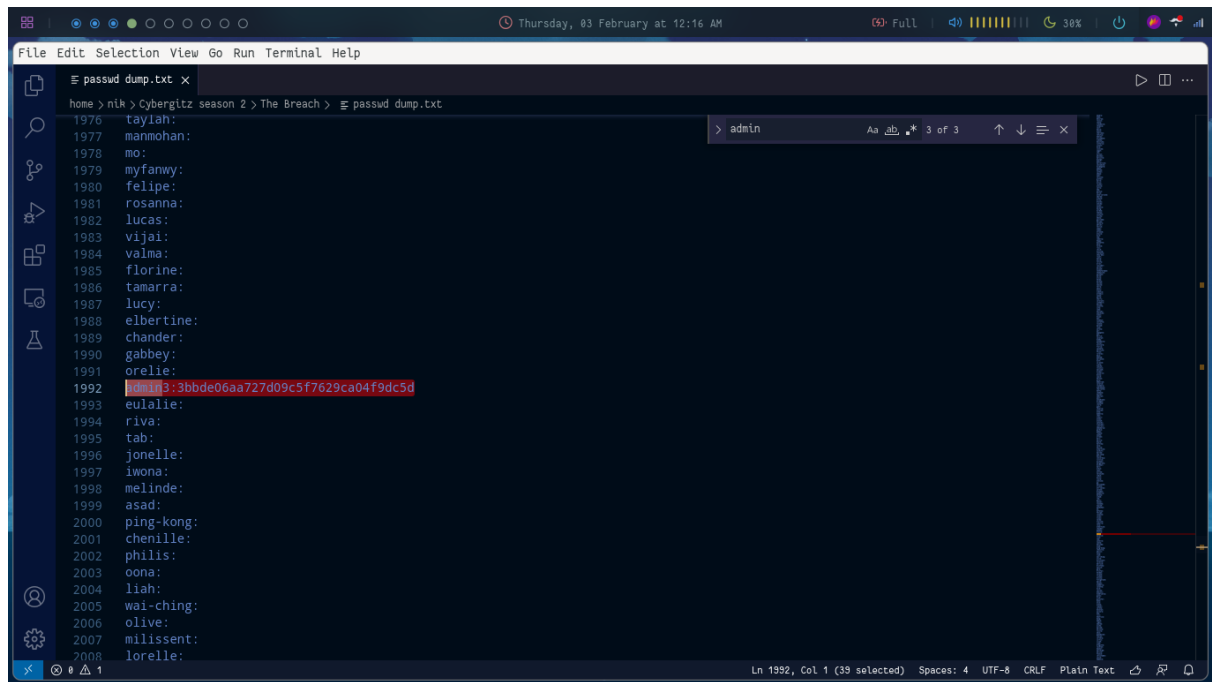 Thursday, 03 February at 12:16 AM
Full
30%
File Edit Selection View Go Run Terminal Help
passwd dump.txt
home > nik > Cybergitz season 2 > The Breach > passwd dump.txt
admin
Aa ab .* 3 of 3
1976 taylah:
1977 manmohan:
1978 mo:
1979 myfanwy:
1980 felipe:
1981 rosanna:
1982 lucas:
1983 vijai:
1984 valma:
1985 florine:
1986 tamarra:
1987 lucy:
1988 elbertine:
1989 chander:
1990 gabbey:
1991 orelie:
1992 admin3:3bbde06aa727d09c5f7629ca04f9dc5d
1993 eulalie:
1994 riva:
1995 tab:
1996 jonelle:
1997 iwona:
1998 melinde:
1999 asad:
2000 ping-kong:
2001 chenille:
2002 philis:
2003 oona:
2004 liah:
2005 wai-ching:
2006 olive:
2007 milissent:
2008 lorelle:
0 1
Ln 1992, Col 1 (39 selected) Spaces: 4 UTF-8 CRLF Plain Text